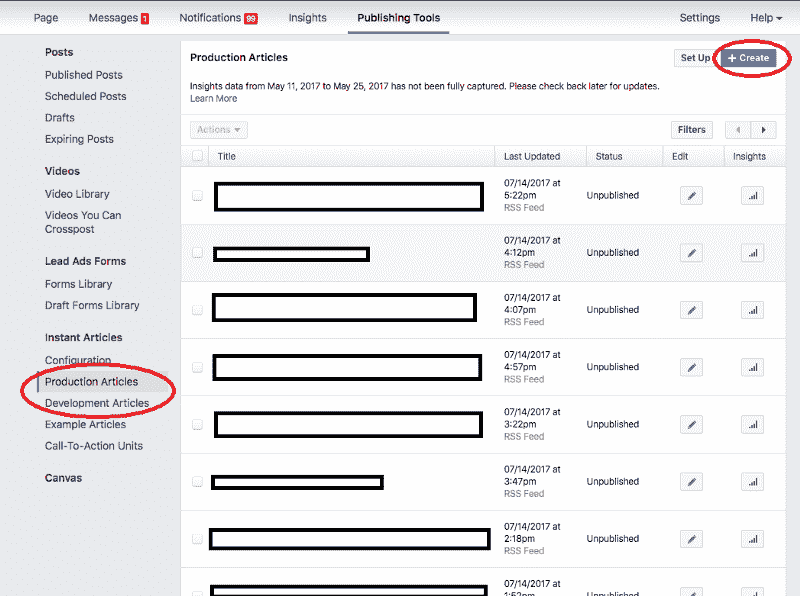 Page Messages 1 Notifications 99 Insights Publishing Tools Settings Help
Posts
Published Posts
Scheduled Posts
Drafts
Expiring Posts
Videos
Video Library
Videos You Can
Crosspost
Lead Ads Forms
Forms Library
Draft Forms Library
Instant Articles
Configuration
Production Articles
Development Articles
Example Articles
Call-To-Action Units
Canvas
Production Articles Set Up + Create
Insights data from May 11, 2017 to May 25, 2017 has not been fully captured. Please check back later for updates.
Learn More
Actions Filters
Title Last Updated Status Edit Insights
07/14/2017 at
5:22pm Unpublished
RSS Feed
07/14/2017 at
4:12pm Unpublished
RSS Feed
07/14/2017 at
4:07pm Unpublished
RSS Feed
07/14/2017 at
4:57pm Unpublished
RSS Feed
07/14/2017 at
3:22pm Unpublished
RSS Feed
07/14/2017 at
3:47pm Unpublished
RSS Feed
07/14/2017 at
2:18pm Unpublished
RSS Feed
07/14/2017 at
1:52pm Unpublished